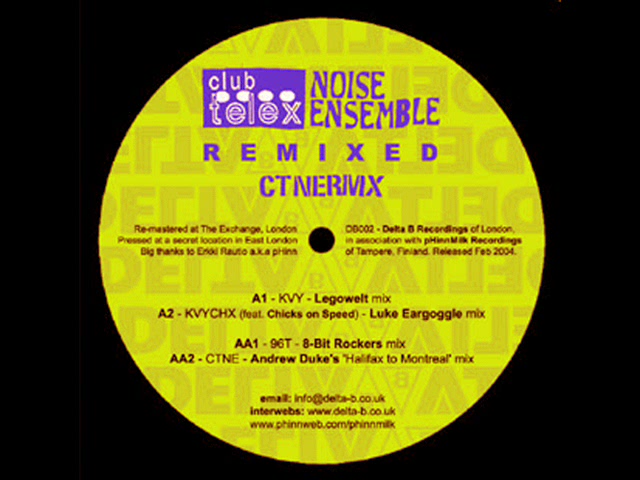 club
telex
NOISE
ENSEMBLE
REMIXED
CTNERMX
Re-mastered at The Exchange, London
Pressed at a secret location in East London
Big thanks to Erkki Rautio a.k.a pHinn
DB002 - Delta B Recordings of London,
in association with pHinnMilk Recordings
of Tampere, Finland. Released Feb 2004.
A1 - KVY - Legowelt mix
A2 - KVYCHX (feat. Chicks on Speed) - Luke Eargoggle mix
AA1 - 96T - 8-Bit Rockers mix
AA2 - CTNE - Andrew Duke's 'Halifax to Montreal' mix
email: info@delta-b.co.uk
interwebs: www.delta-b.co.uk
www.phinnweb.com/phinnmilk